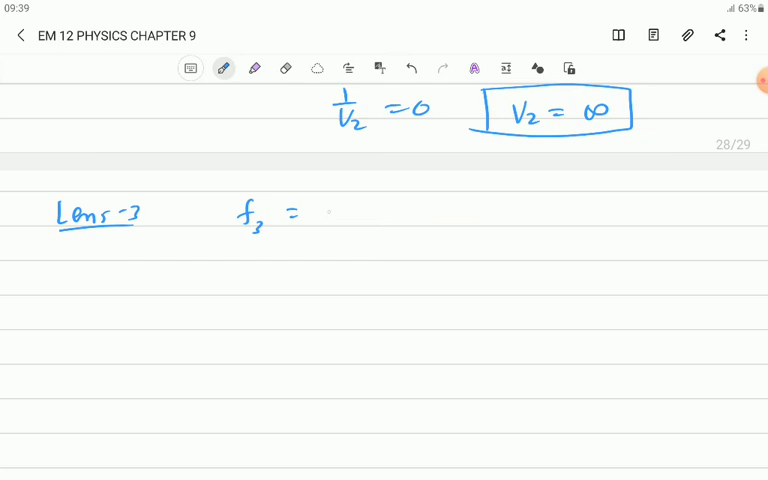 09:39 63%
EM 12 PHYSICS CHAPTER 9
1/V₂ = 0 V₂ = ∞
28/29
Lens-3 f₃ =